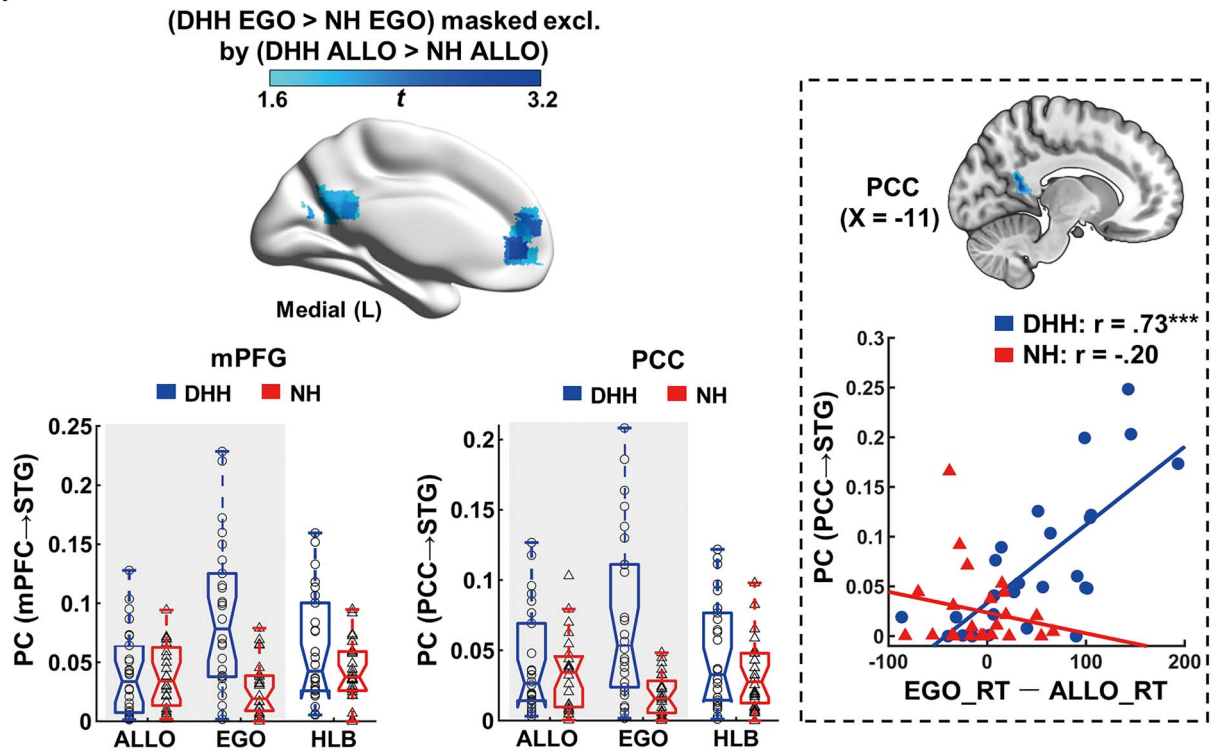 (DHH EGO > NH EGO) masked excl.
by (DHH ALLO > NH ALLO)
1.6 t 3.2
Medial (L)
mPFG
DHH NH
PC (mPFC→STG)
0.25
0.2
0.15
0.1
0.05
0
ALLO EGO HLB
PCC
DHH NH
PC (PCC→STG)
0.2
0.15
0.1
0.05
0
ALLO EGO HLB
PCC
(X = -11)
DHH: r = .73***
NH: r = -.20
PC (PCC→STG)
0.3
0.25
0.2
0.15
0.1
0.05
0
-100 0 100 200
EGO_RT − ALLO_RT